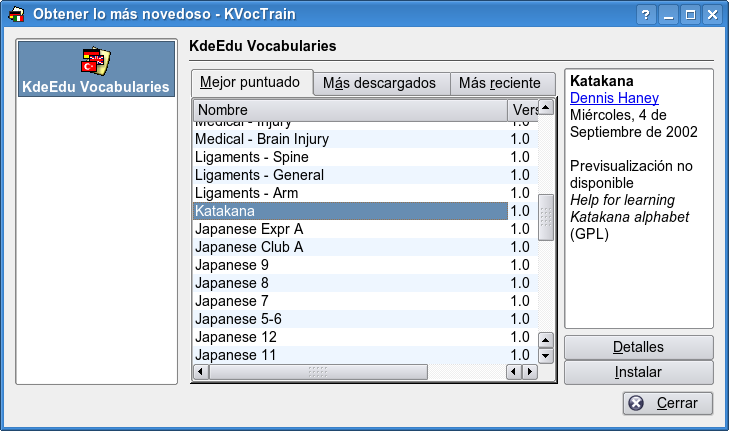 Obtener lo más novedoso - KVocTrain
KdeEdu Vocabularies
KdeEdu Vocabularies
Mejor puntuado
Más descargados
Más reciente
Nombre Vers
Medical - Injury 1.0
Medical - Brain Injury 1.0
Ligaments - Spine 1.0
Ligaments - General 1.0
Ligaments - Arm 1.0
Katakana 1.0
Japanese Expr A 1.0
Japanese Club A 1.0
Japanese 9 1.0
Japanese 8 1.0
Japanese 7 1.0
Japanese 5-6 1.0
Japanese 12 1.0
Japanese 11 1.0
Katakana
Dennis Haney
Miércoles, 4 de
Septiembre de 2002
Previsualización no
disponible
Help for learning
Katakana alphabet
(GPL)
Detalles
Instalar
Cerrar